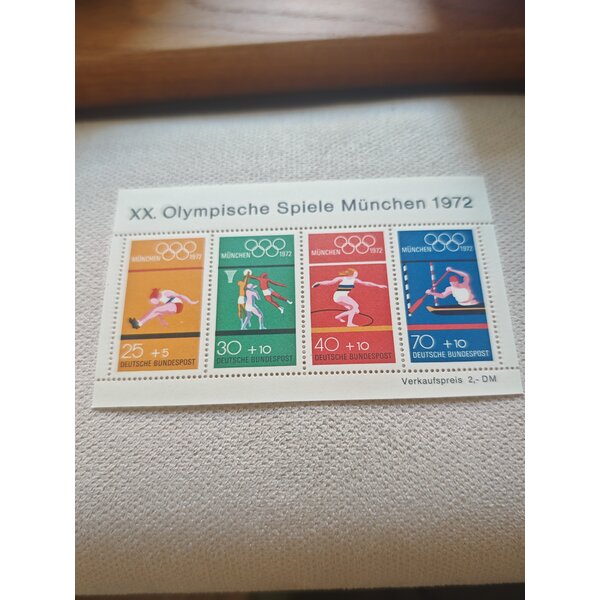 XX. Olympische Spiele München 1972
MÜNCHEN 1972
25 + 5
DEUTSCHE BUNDESPOST
MÜNCHEN 1972
30 + 10
DEUTSCHE BUNDESPOST
MÜNCHEN 1972
40 + 10
DEUTSCHE BUNDESPOST
MÜNCHEN 1972
70 + 10
DEUTSCHE BUNDESPOST
Verkaufspreis 2,- DM